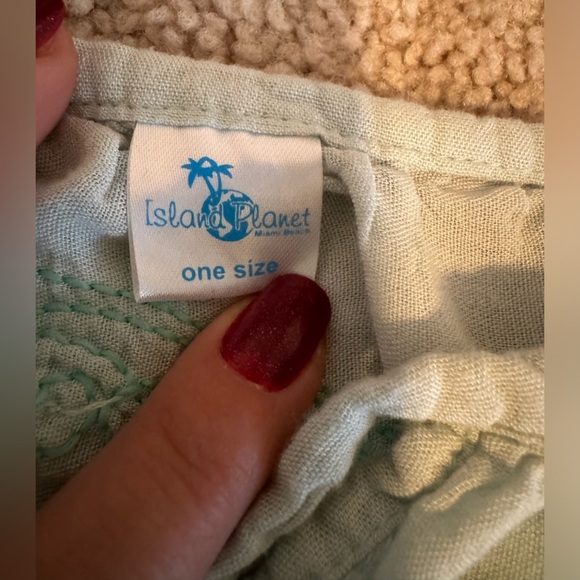 Island Planet
Miami Beach
one size